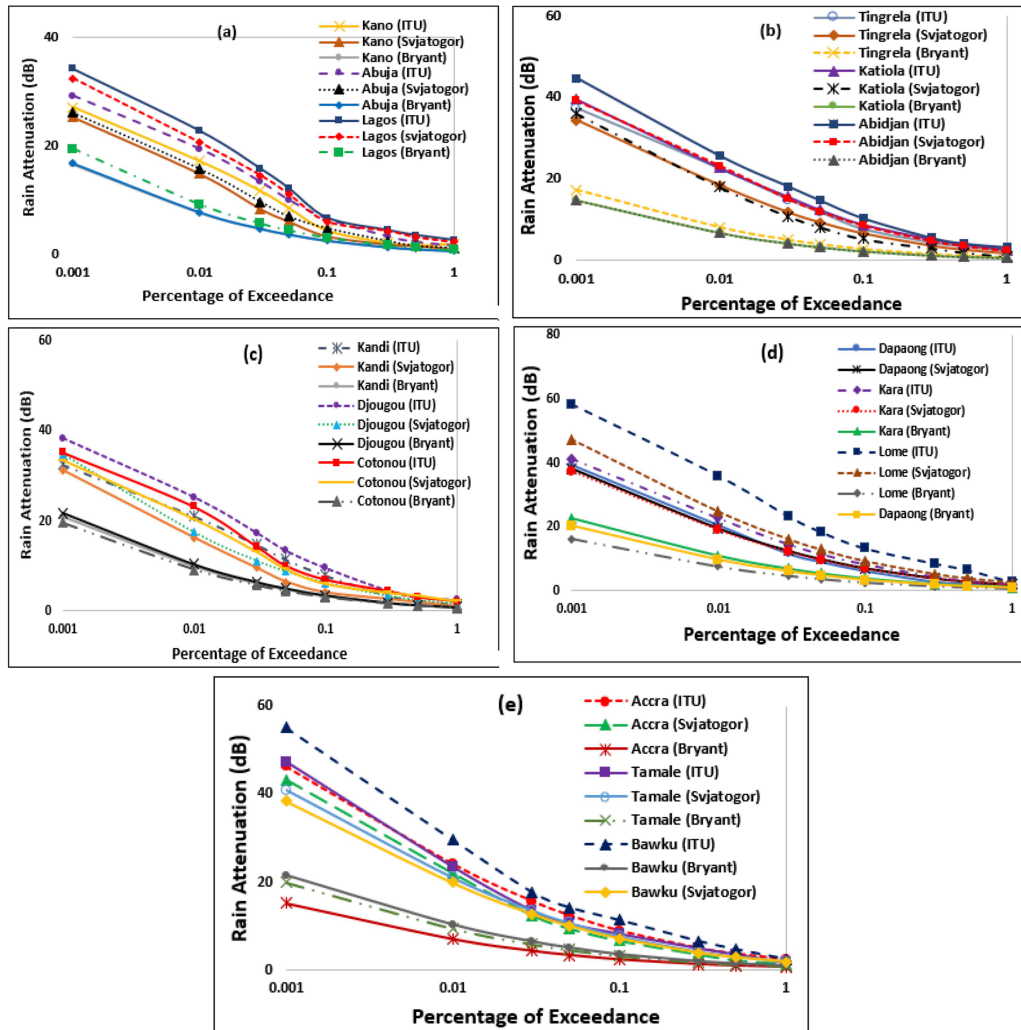 (a)
Rain Attenuation (dB)
40
20
0
0.001
0.01
0.1
1
Percentage of Exceedance
Kano (ITU)
Kano (Svjatogor)
Kano (Bryant)
Abuja (ITU)
Abuja (Svjatogor)
Abuja (Bryant)
Lagos (ITU)
Lagos (svjatogor)
Lagos (Bryant)
(b)
Rain Attenuation (dB)
60
40
20
0
0.001
0.01
0.1
1
Percentage of Exceedance
Tingrela (ITU)
Tingrela (Svjatogor)
Tingrela (Bryant)
Katiola (ITU)
Katiola (Svjatogor)
Katiola (Bryant)
Abidjan (ITU)
Abidjan (Svjatogor)
Abidjan (Bryant)
(c)
Rain Attenuation (dB)
60
40
20
0
0.001
0.01
0.1
1
Percentage of Exceedance
Kandi (ITU)
Kandi (Svjatogor)
Kandi (Bryant)
Djougou (ITU)
Djougou (Svjatogor)
Djougou (Bryant)
Cotonou (ITU)
Cotonou (Svjatogor)
Cotonou (Bryant)
(d)
Rain Attenuation (dB)
80
60
40
20
0
0.001
0.01
0.1
1
Percentage of Exceedance
Dapaong (ITU)
Dapaong (Svjatogor)
Kara (ITU)
Kara (Svjatogor)
Kara (Bryant)
Lome (ITU)
Lome (Svjatogor)
Lome (Bryant)
Dapaong (Bryant)
(e)
Rain Attenuation (dB)
60
40
20
0
0.001
0.01
0.1
1
Percentage of Exceedance
Accra (ITU)
Accra (Svjatogor)
Accra (Bryant)
Tamale (ITU)
Tamale (Svjatogor)
Tamale (Bryant)
Bawku (ITU)
Bawku (Bryant)
Bawku (Svjatogor)